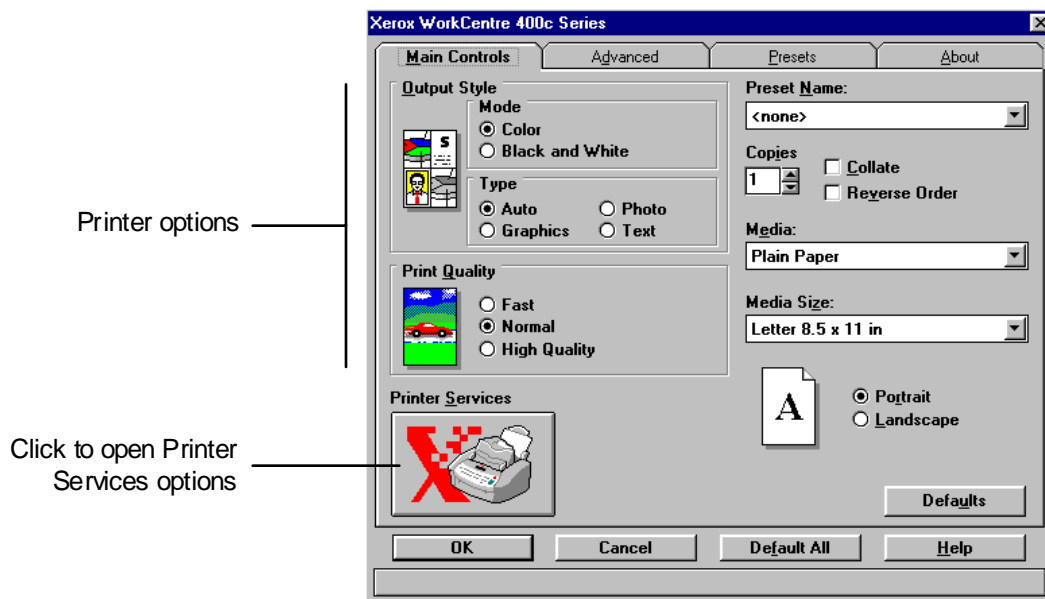 Xerox WorkCentre 400c Series
Main Controls
Advanced
Presets
About
Output Style
Mode
Color
Black and White
Type
Auto
Photo
Graphics
Text
Print Quality
Fast
Normal
High Quality
Printer Services
Preset Name:
<none>
Copies
1
Collate
Reverse Order
Media:
Plain Paper
Media Size:
Letter 8.5 x 11 in
A
Portrait
Landscape
Defaults
OK
Cancel
Default All
Help
Printer options
Click to open Printer
Services options
S
X